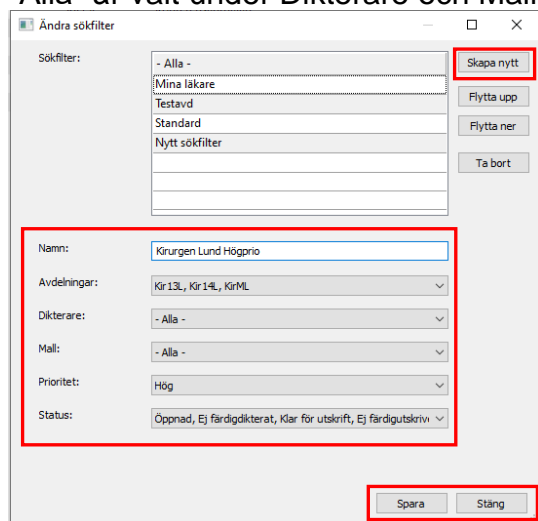 Alla är valt under Dikterare och Mall
Ändra sökfilter
Sökfilter:
- Alla -
Mina läkare
Testavd
Standard
Nytt sökfilter
Skapa nytt
Flytta upp
Flytta ner
Ta bort
Namn:
Kirurgen Lund Högprio
Avdelningar:
Kir13L, Kir14L, KirML
Dikterare:
- Alla -
Mall:
- Alla -
Prioritet:
Hög
Status:
Öppnad, Ej färdigdikterat, Klar för utskrift, Ej färdigutskriv
Spara
Stäng